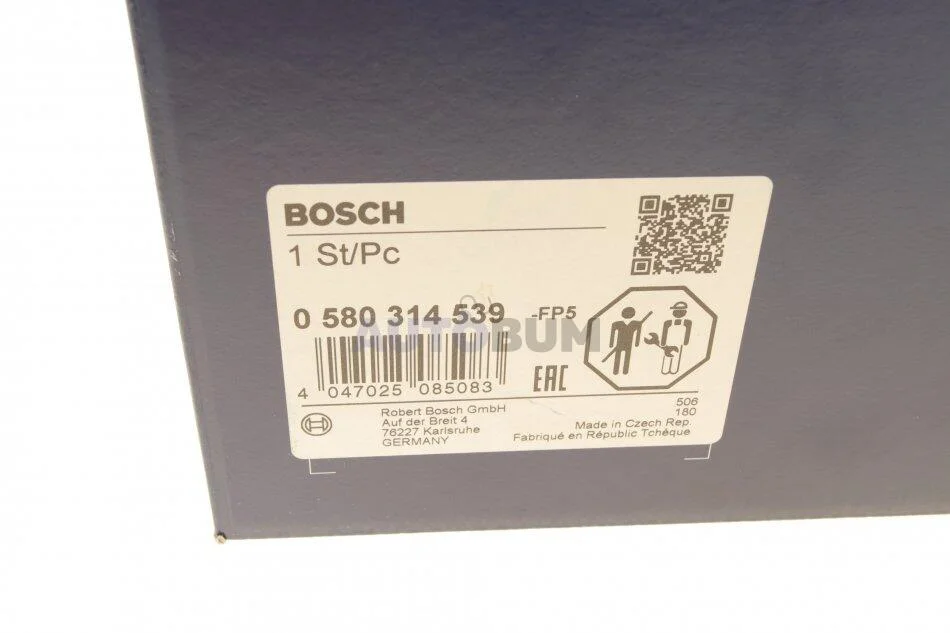 BOSCH
1 St/Pc
0 580 314 539 -FP5
AUTOBUM
4 047025 085083
EAC
Robert Bosch GmbH
Auf der Breit 4
76227 Karlsruhe
GERMANY
506
180
Made in Czech Rep.
Fabriqué en Républic Tchéque